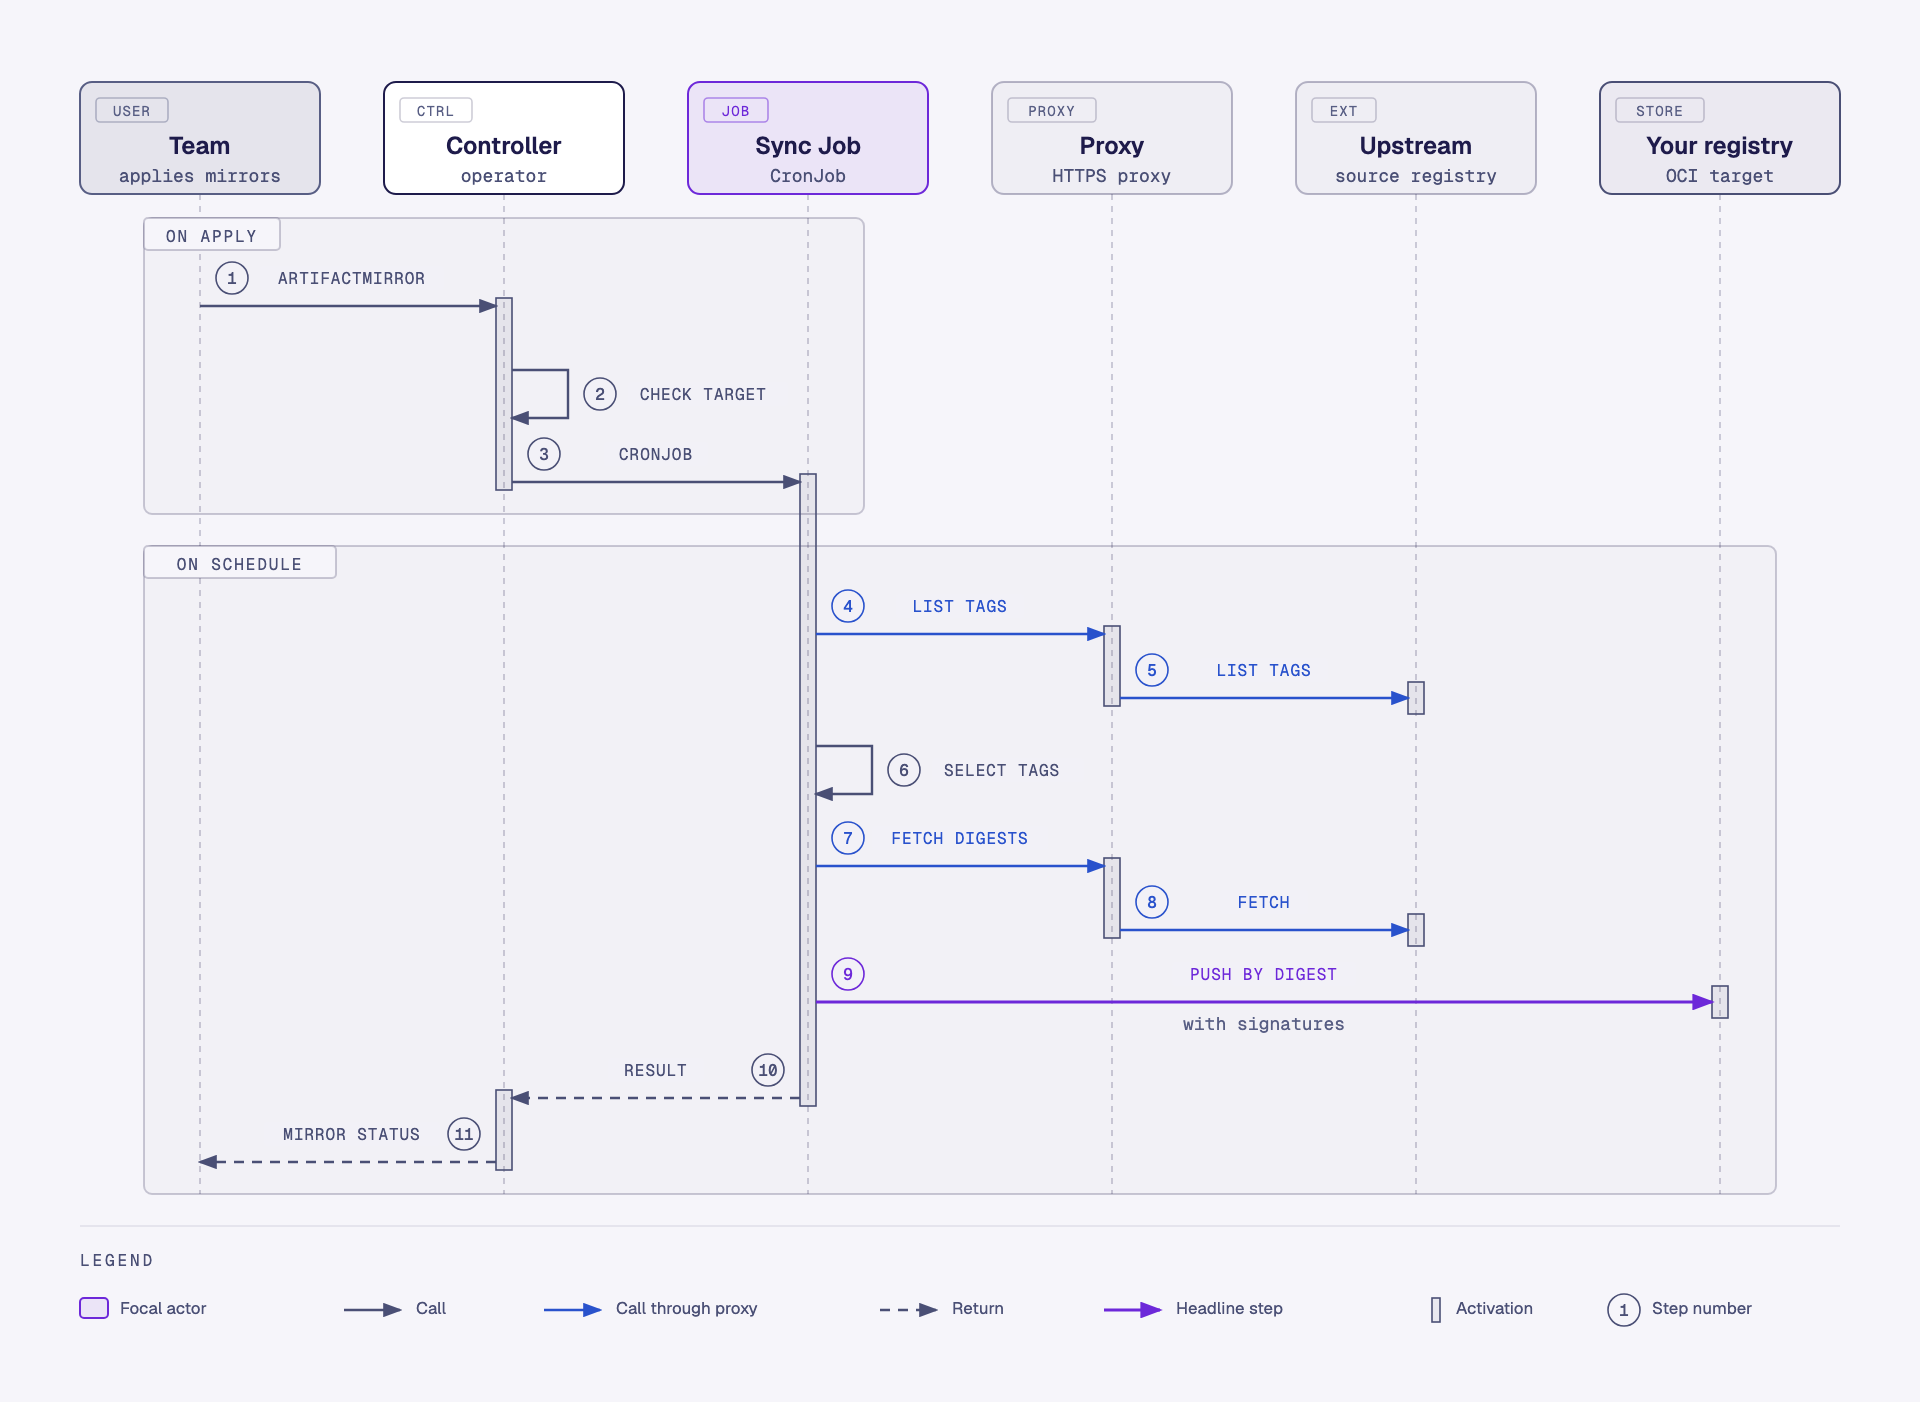 USER
Team
applies mirrors
CTRL
Controller
operator
JOB
Sync Job
CronJob
PROXY
Proxy
HTTPS proxy
EXT
Upstream
source registry
STORE
Your registry
OCI target
ON APPLY
1 ARTIFACTMIRROR
2 CHECK TARGET
3 CRONJOB
ON SCHEDULE
4 LIST TAGS
5 LIST TAGS
6 SELECT TAGS
7 FETCH DIGESTS
8 FETCH
9 PUSH BY DIGEST
with signatures
RESULT 10
MIRROR STATUS 11
LEGEND
Focal actor
Call
Call through proxy
Return
Headline step
Activation
1 Step number